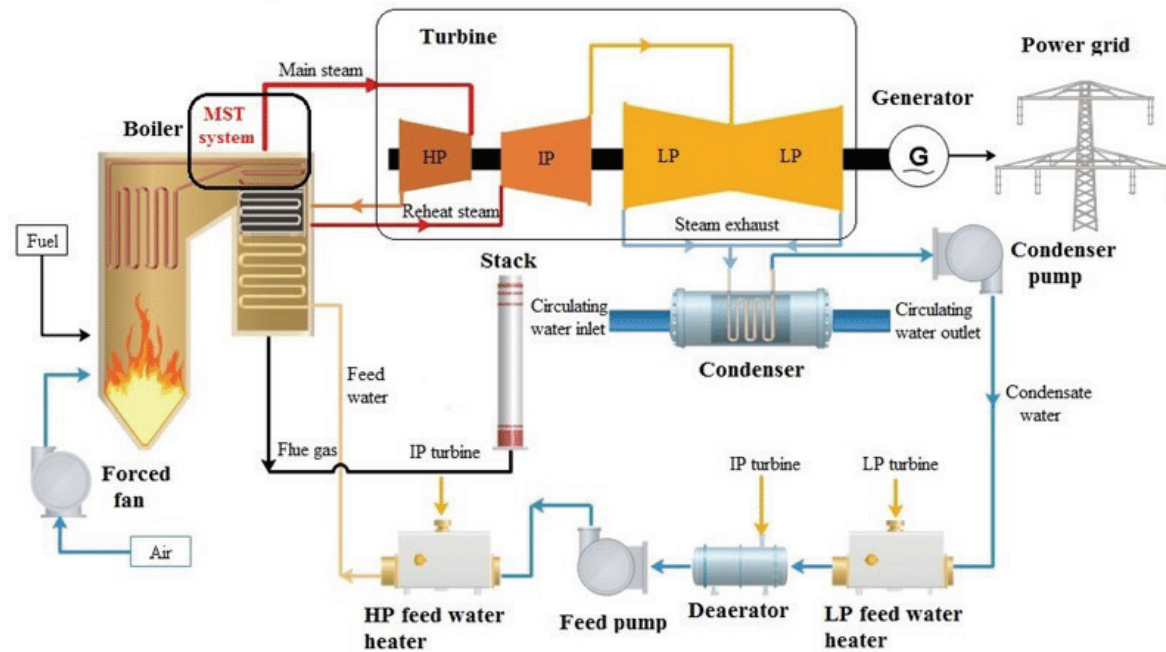 Turbine
Power grid
Main steam
Generator
MST
system
Boiler
HP
IP
LP
LP
G
Reheat steam
Steam exhaust
Fuel
Stack
Condenser
pump
Circulating
water inlet
Circulating
water outlet
Condenser
Feed
water
Condensate
water
Flue gas
IP turbine
IP turbine
LP turbine
Forced
fan
Air
HP feed water
heater
Feed pump
Deaerator
LP feed water
heater